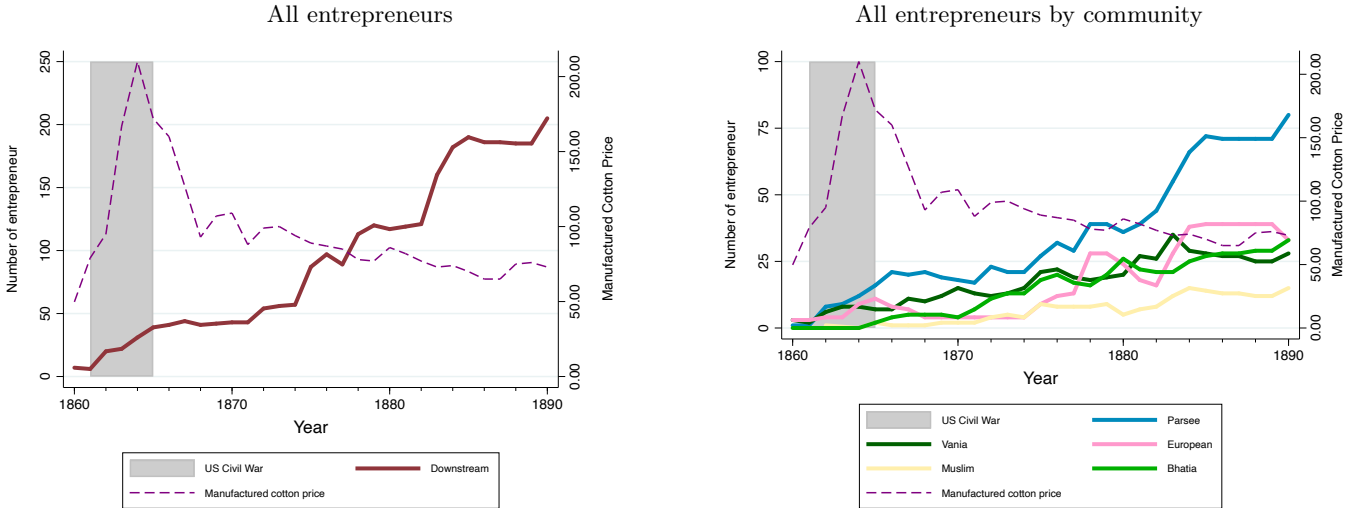 All entrepreneurs
Number of entrepreneur
250
200
150
100
50
0
200.00
150.00
100.00
50.00
0.00
Manufactured Cotton Price
1860
1870
1880
1890
Year
US Civil War
Downstream
Manufactured cotton price
All entrepreneurs by community
Number of entrepreneur
100
75
50
25
0
200.00
150.00
100.00
50.00
0.00
Manufactured Cotton Price
1860
1870
1880
1890
Year
US Civil War
Parsee
Vania
European
Muslim
Bhatia
Manufactured cotton price